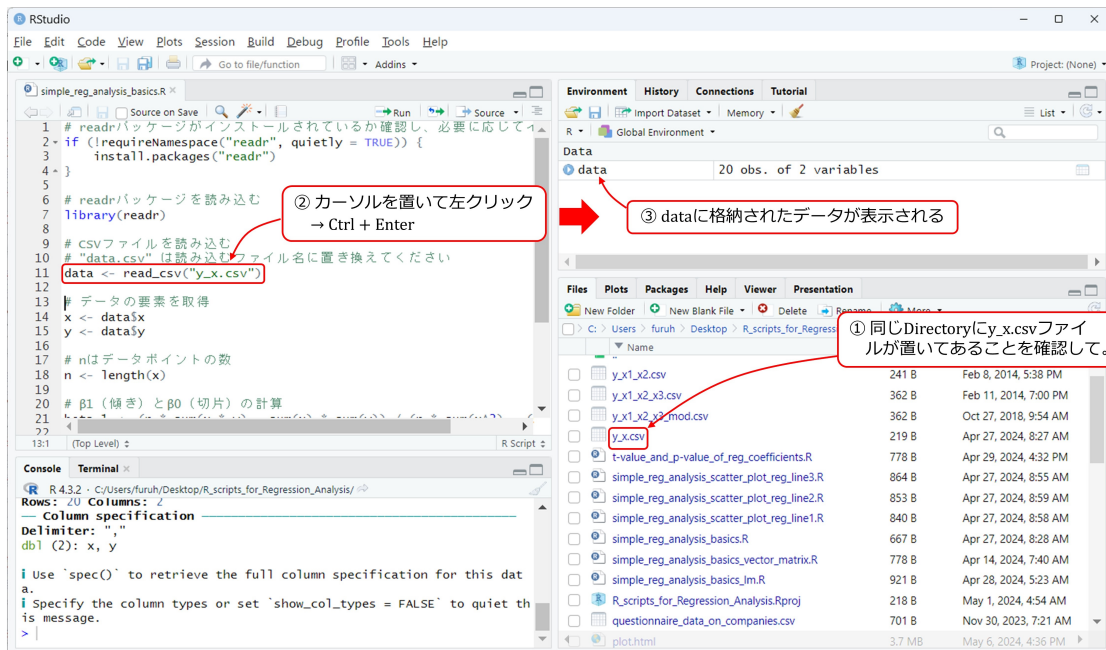 RStudio
File Edit Code View Plots Session Build Debug Profile Tools Help
Go to file/function Addins Project: (None)
simple_reg_analysis_basics.R
Source on Save Run Source
1 # readrパッケージがインストールされているか確認し、必要に応じてイ
2 if (!requireNamespace("readr", quietly = TRUE)) {
3 install.packages("readr")
4 }
5
6 # readrパッケージを読み込む
7 library(readr)
8
9 # CSVファイルを読み込む
10 # "data.csv" は読み込むファイル名に置き換えてください
11 data <- read_csv("y_x.csv")
12
13 # データの要素を取得
14 x <- data$x
15 y <- data$y
16
17 # nはデータポイントの数
18 n <- length(x)
19
20 # β1（傾き）とβ0（切片）の計算
21
22
13:1 (Top Level) R Script
② カーソルを置いて左クリック
→ Ctrl + Enter
Console Terminal
R 4.3.2 · C:/Users/furuh/Desktop/R_scripts_for_Regression_Analysis/
Rows: 20 Columns: 2
── Column specification ──
Delimiter: ","
dbl (2): x, y
ℹ Use `spec()` to retrieve the full column specification for this dat
a.
ℹ Specify the column types or set `show_col_types = FALSE` to quiet th
is message.
>
Environment History Connections Tutorial
Import Dataset Memory List
R Global Environment
Data
data 20 obs. of 2 variables
③ dataに格納されたデータが表示される
Files Plots Packages Help Viewer Presentation
New Folder New Blank File Delete Rename More
C: Users furuh Desktop R_scripts_for_Regress
Name
① 同じDirectoryにy_x.csvファイ
ルが置いてあることを確認して。
y_x1_x2.csv 241 B Feb 8, 2014, 5:38 PM
y_x1_x2_x3.csv 362 B Feb 11, 2014, 7:00 PM
y_x1_x2_x3_mod.csv 362 B Oct 27, 2018, 9:54 AM
y_x.csv 219 B Apr 27, 2024, 8:27 AM
t-value_and_p-value_of_reg_coefficients.R 778 B Apr 29, 2024, 4:32 PM
simple_reg_analysis_scatter_plot_reg_line3.R 864 B Apr 27, 2024, 8:55 AM
simple_reg_analysis_scatter_plot_reg_line2.R 853 B Apr 27, 2024, 8:59 AM
simple_reg_analysis_scatter_plot_reg_line1.R 840 B Apr 27, 2024, 8:58 AM
simple_reg_analysis_basics.R 667 B Apr 27, 2024, 8:28 AM
simple_reg_analysis_basics_vector_matrix.R 778 B Apr 14, 2024, 7:40 AM
simple_reg_analysis_basics_lm.R 921 B Apr 28, 2024, 5:23 AM
R_scripts_for_Regression_Analysis.Rproj 218 B May 1, 2024, 4:54 AM
questionnaire_data_on_companies.csv 701 B Nov 30, 2023, 7:21 AM
plot.html 3.7 MB May 6, 2024, 4:36 PM